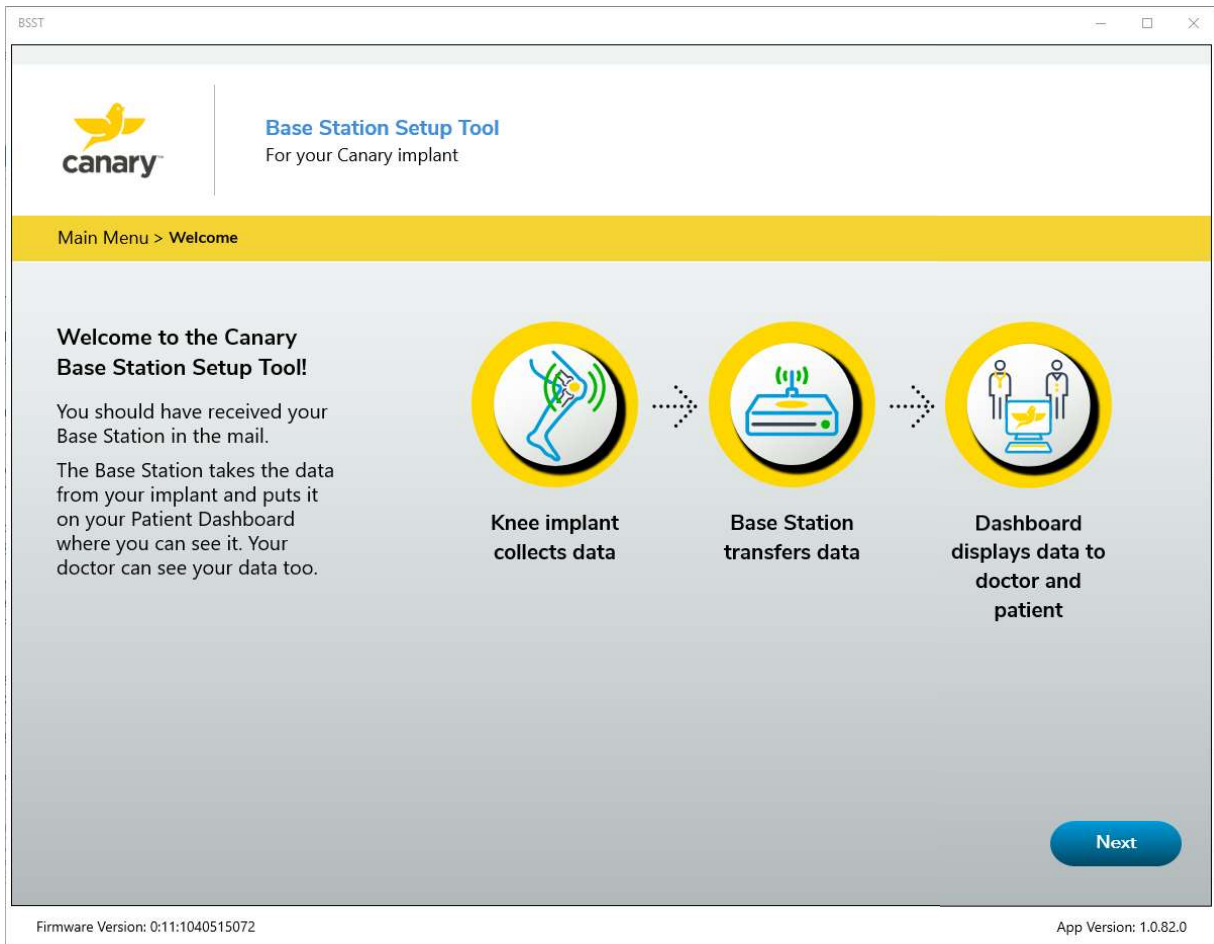 BSST
canary™
Base Station Setup Tool
For your Canary implant
Main Menu > Welcome
Welcome to the Canary
Base Station Setup Tool!
You should have received your
Base Station in the mail.
The Base Station takes the data
from your implant and puts it
on your Patient Dashboard
where you can see it. Your
doctor can see your data too.
Knee implant
collects data
Base Station
transfers data
Dashboard
displays data to
doctor and
patient
Next
Firmware Version: 0:11:1040515072
App Version: 1.0.82.0